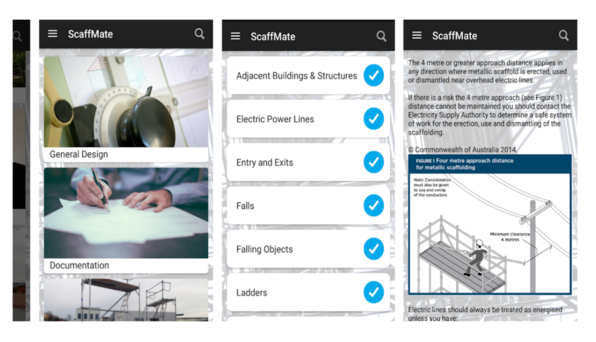 ScaffMate
General Design
Documentation
ScaffMate
Adjacent Buildings & Structures
Electric Power Lines
Entry and Exits
Falls
Falling Objects
Ladders
ScaffMate
The 4 metre or greater approach distance applies in
any direction where metallic scaffold is erected, used
or dismantled near overhead electric lines
If there is a risk the 4 metre approach (see Figure 1)
distance cannot be maintained you should contact the
Electricity Supply Authority to determine a safe system
of work for the erection, use and dismantling of the
scaffolding.
© Commonwealth of Australia 2014.
FIGURE 1 Four metre approach distance
for metallic scaffolding
Note: Consideration
must also be given
to sag and swing
of the conductors
Minimum clearance
4 metres
Electric lines should always be treated as energised
unless you have: